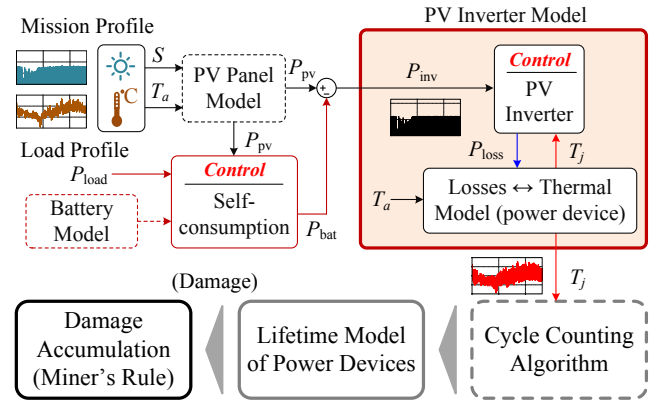 Mission Profile
PV Inverter Model
S
T_a
°C
PV Panel
Model
P_pv
P_inv
Control
PV
Inverter
Load Profile
P_load
P_pv
Control
Self-
consumption
Battery
Model
P_bat
P_loss
T_j
T_a
Losses ↔ Thermal
Model (power device)
T_j
(Damage)
Damage
Accumulation
(Miner's Rule)
Lifetime Model
of Power Devices
Cycle Counting
Algorithm